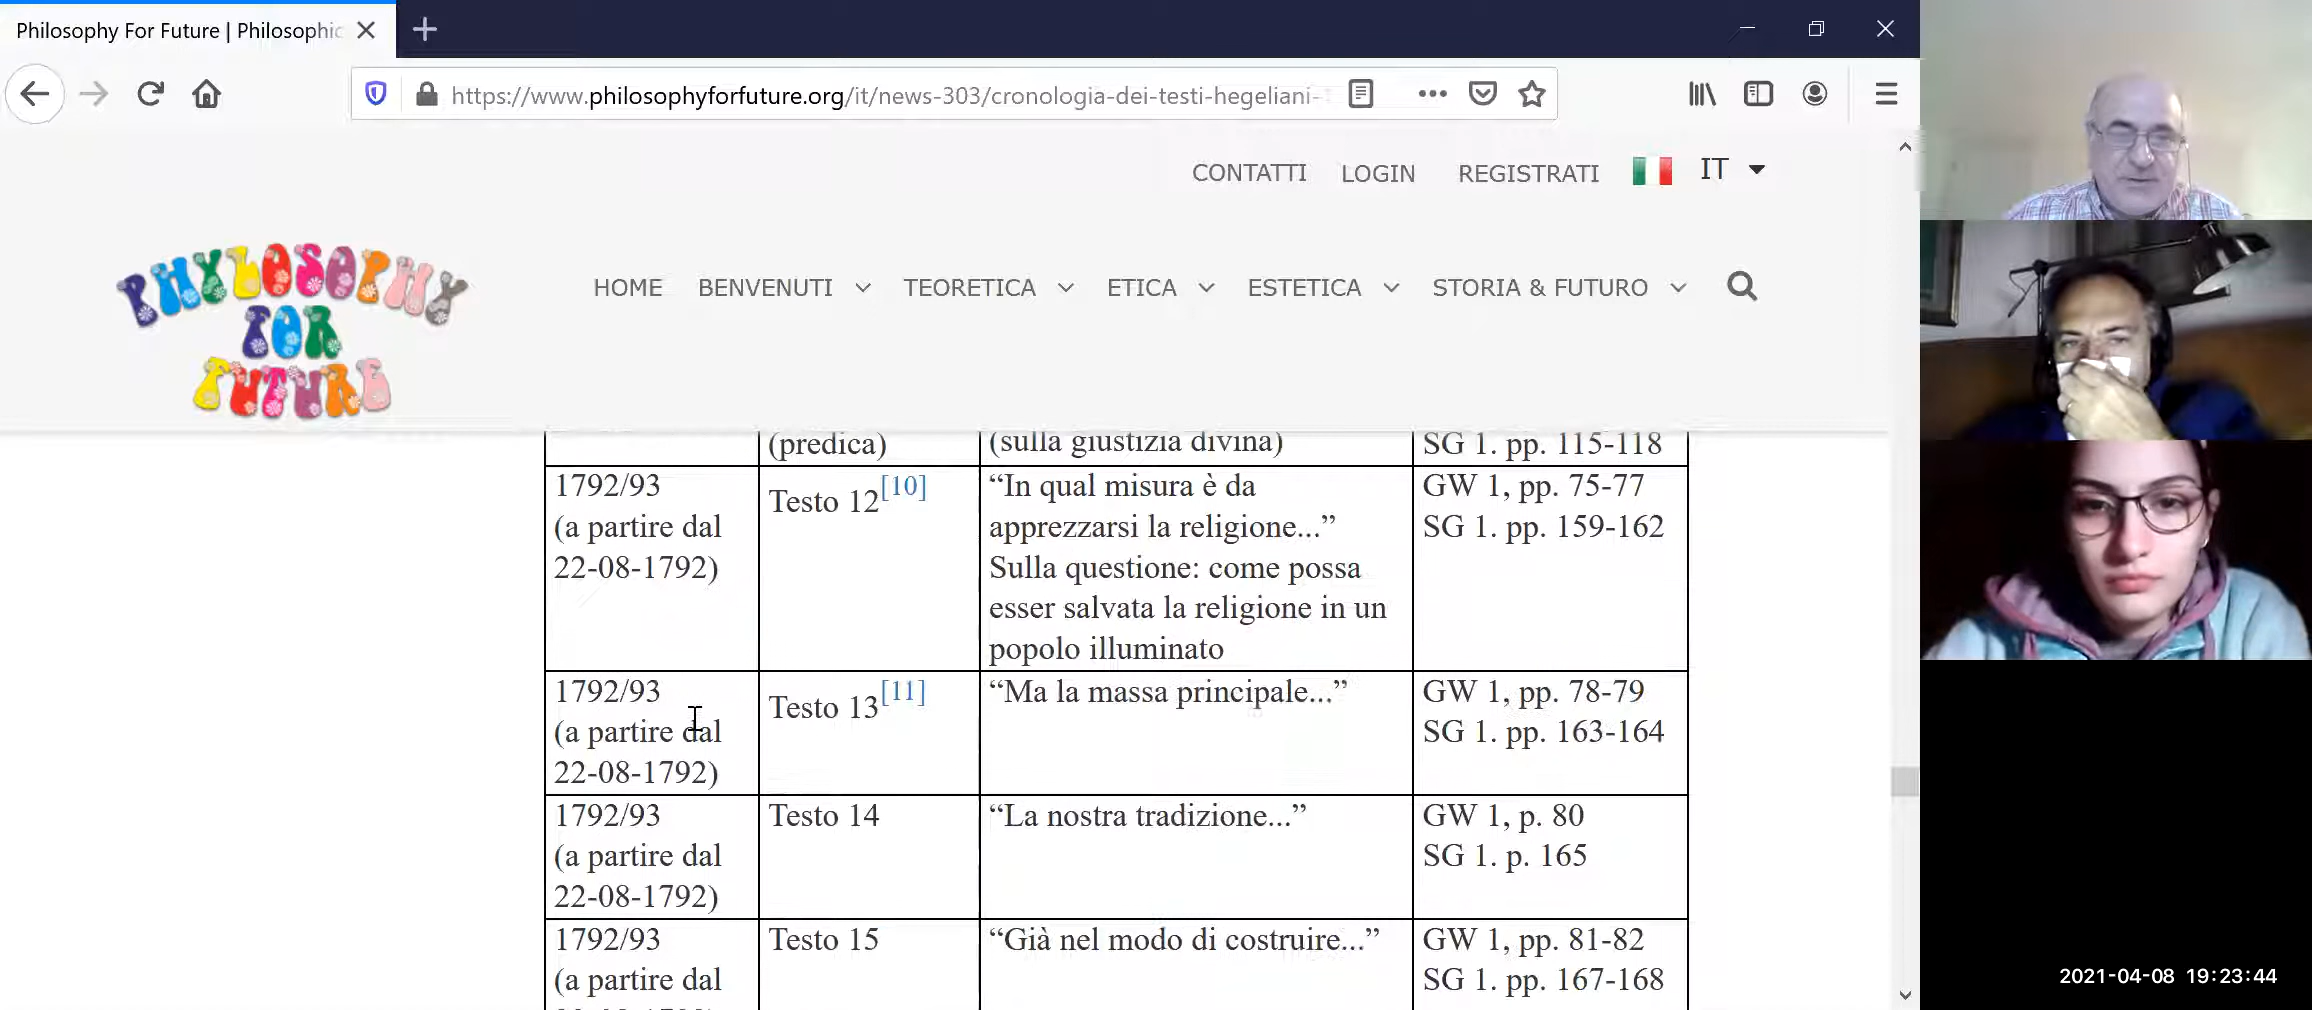 Philosophy For Future | Philosophic
https://www.philosophyforfuture.org/it/news-303/cronologia-dei-testi-hegeliani-
CONTATTI LOGIN REGISTRATI IT
PHYLOSOPHY
FOR
FUTURE
HOME BENVENUTI TEORETICA ETICA ESTETICA STORIA & FUTURO
(predica) (sulla giustizia divina) SG 1. pp. 115-118
1792/93 Testo 12[10] “In qual misura è da GW 1, pp. 75-77
(a partire dal apprezzarsi la religione...” SG 1. pp. 159-162
22-08-1792) Sulla questione: come possa
esser salvata la religione in un
popolo illuminato
1792/93 Testo 13[11] “Ma la massa principale...” GW 1, pp. 78-79
(a partire dal SG 1. pp. 163-164
22-08-1792)
1792/93 Testo 14 “La nostra tradizione...” GW 1, p. 80
(a partire dal SG 1. p. 165
22-08-1792)
1792/93 Testo 15 “Già nel modo di costruire...” GW 1, pp. 81-82
(a partire dal SG 1. pp. 167-168
2021-04-08 19:23:44